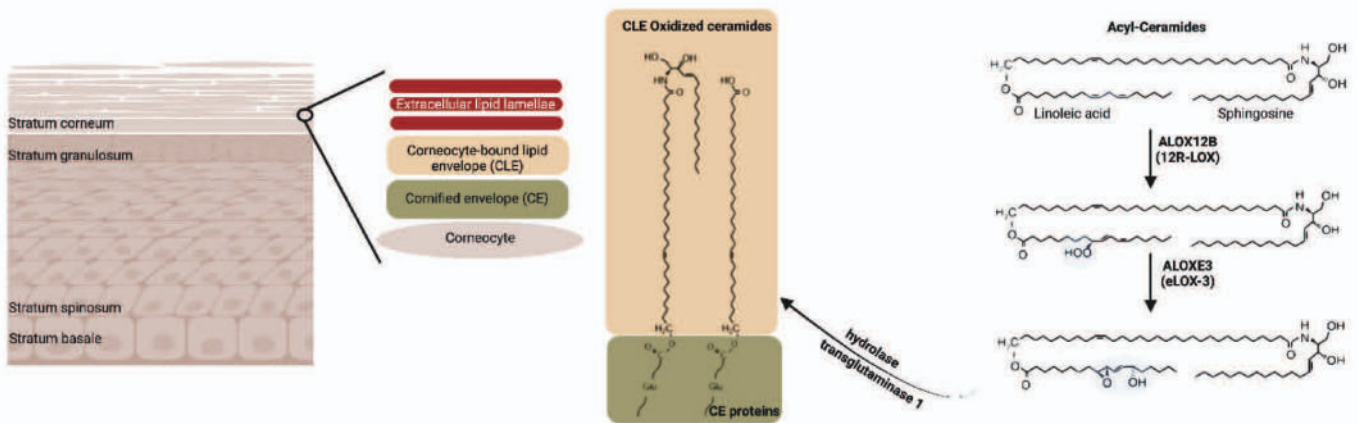 Stratum corneum
Stratum granulosum
Stratum spinosum
Stratum basale
Extracellular lipid lamellae
Corneocyte-bound lipid
envelope (CLE)
Cornified envelope (CE)
Corneocyte
CLE Oxidized ceramides
HO
OH
HN
O
HO
O
H₂C
O
O
Glu
H₂C
O
O
Glu
CE proteins
hydrolase
transglutaminase 1
Acyl-Ceramides
H₂C
O
O
O
H
N
OH
OH
Linoleic acid
Sphingosine
ALOX12B
(12R-LOX)
H₂C
O
O
HOO
O
H
N
OH
OH
ALOXE3
(eLOX-3)
H₂C
O
O
O
OH
O
H
N
OH
OH